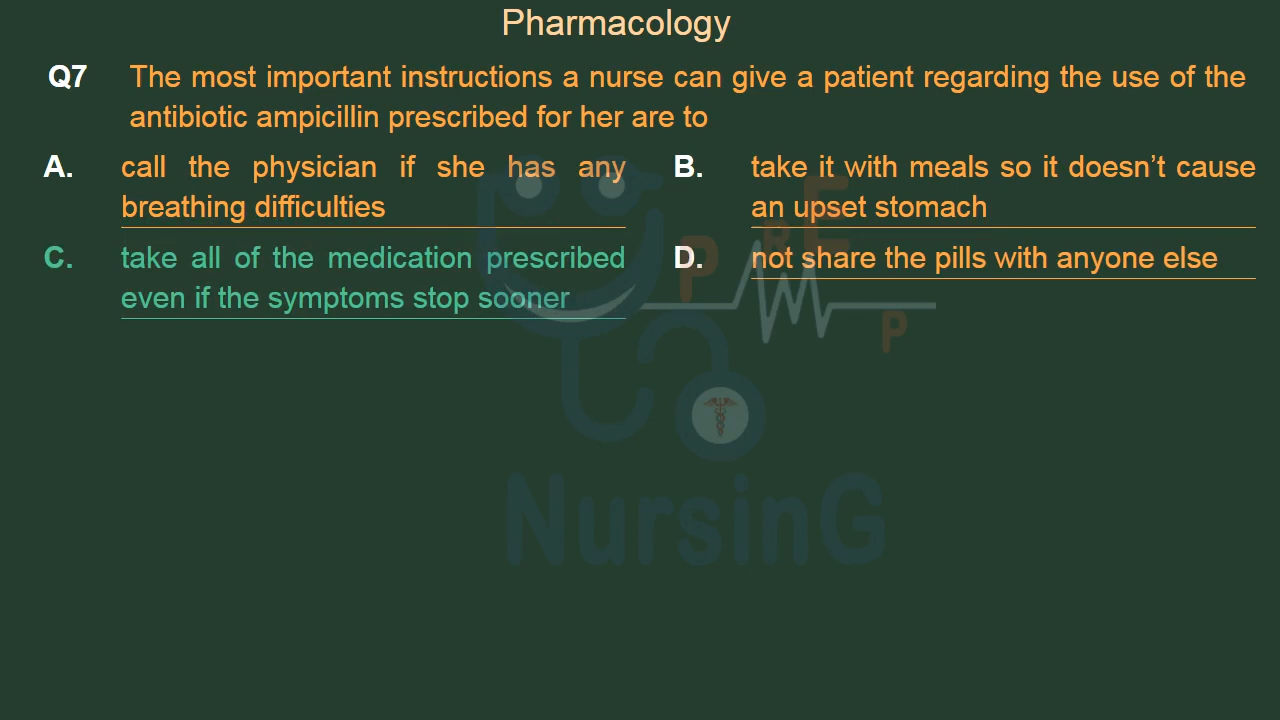 Pharmacology
Q7 The most important instructions a nurse can give a patient regarding the use of the
antibiotic ampicillin prescribed for her are to
A. call the physician if she has any
breathing difficulties
B. take it with meals so it doesn't cause
an upset stomach
C. take all of the medication prescribed
even if the symptoms stop sooner
D. not share the pills with anyone else
PREP
NursinG